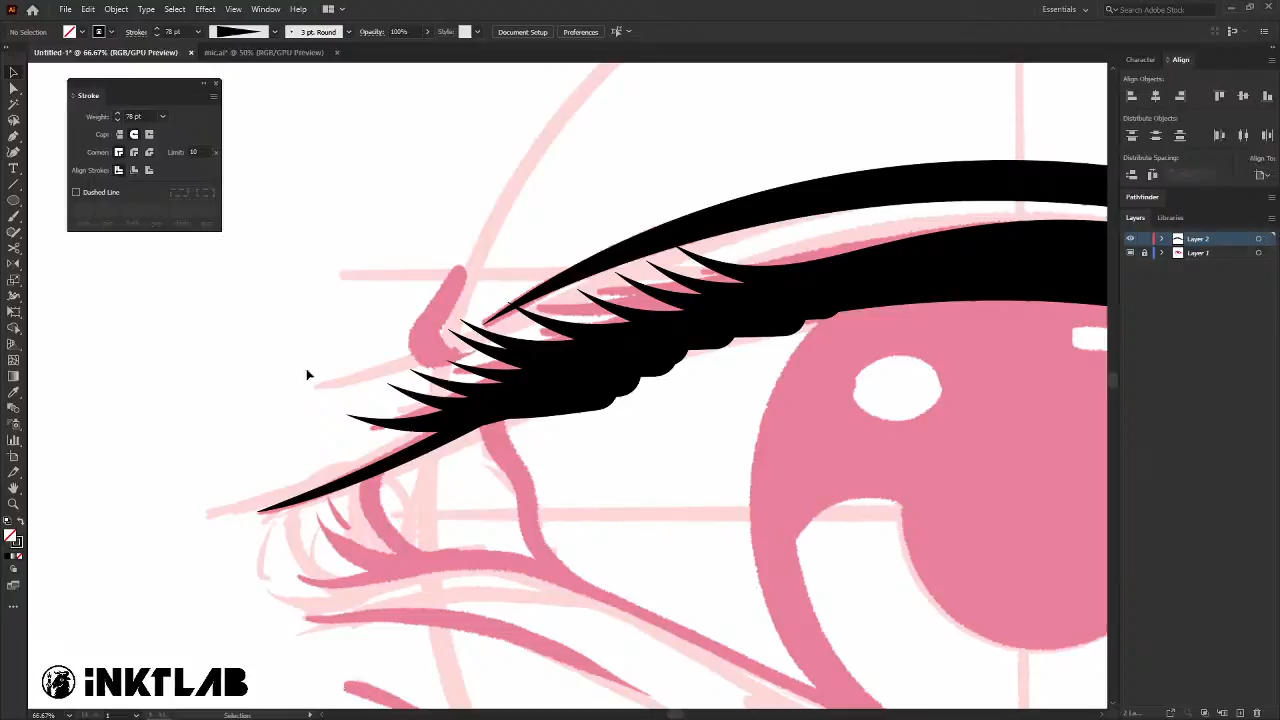 Ai File Edit Object Type Select Effect View Window Help Essentials Search Adobe Stock
No Selection Stroke: 78 pt 3 pt. Round Opacity: 100% Style: Document Setup Preferences
Untitled-1* @ 66.67% (RGB/GPU Preview) × mic.ai* @ 50% (RGB/GPU Preview) ×
Character Align
Stroke
Align Objects:
Weight: 78 pt
Cap:
Distribute Objects:
Corner: Limit: 10 x
Distribute Spacing: Align To:
Align Stroke:
Dashed Line
Pathfinder
Layers Libraries
Layer 2
Layer 1
iNKTLAB
66.67% 1 Selection